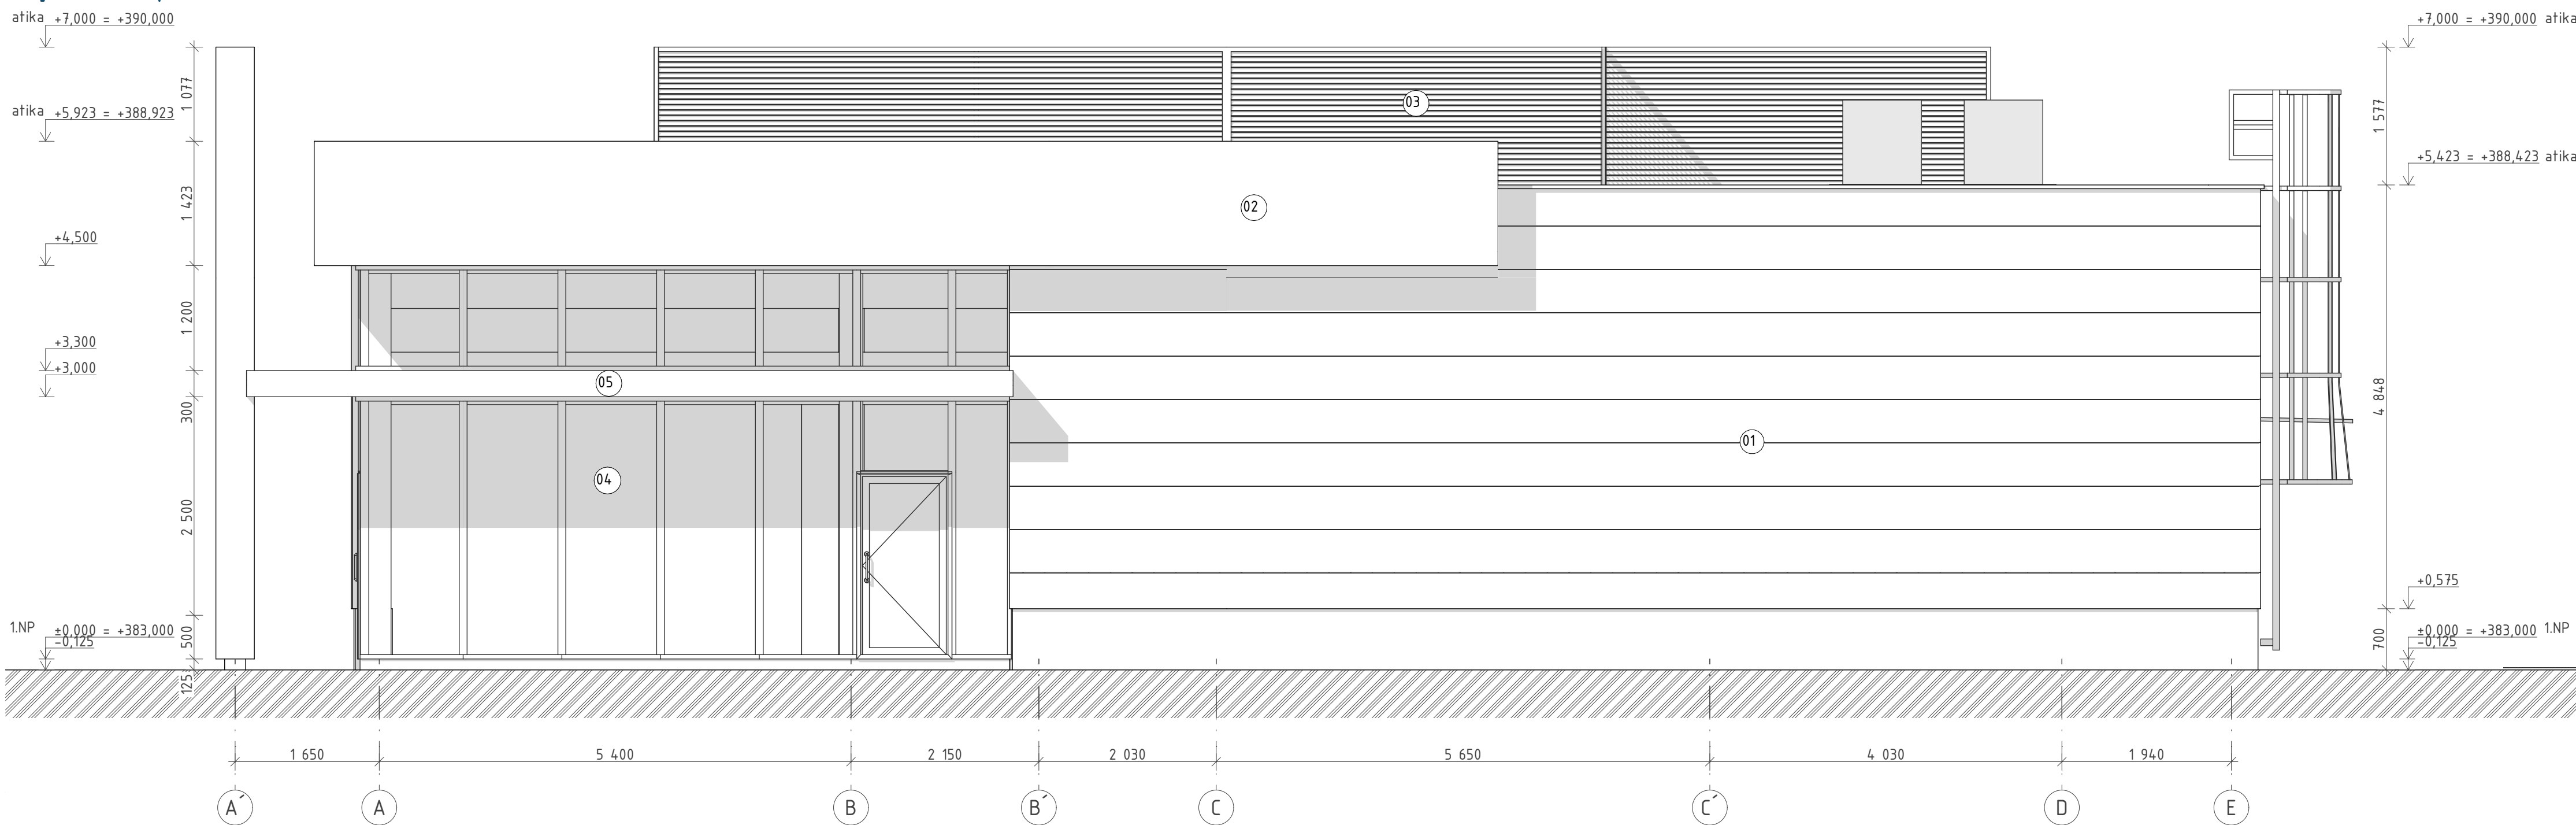 atika +7,000 = +390,000
+7,000 = +390,000 atika
1 077
03
1 577
atika +5,923 = +388,923
+5,423 = +388,423 atika
1 423
02
+4,500
1 200
+3,300
+3,000
05
300
4 848
01
04
2 500
+0,575
1.NP ±0,000 = +383,000
-0,125
500
700
±0,000 = +383,000 1.NP
-0,125
125
1 650
5 400
2 150
2 030
5 650
4 030
1 940
A´
A
B
B´
C
C´
D
E